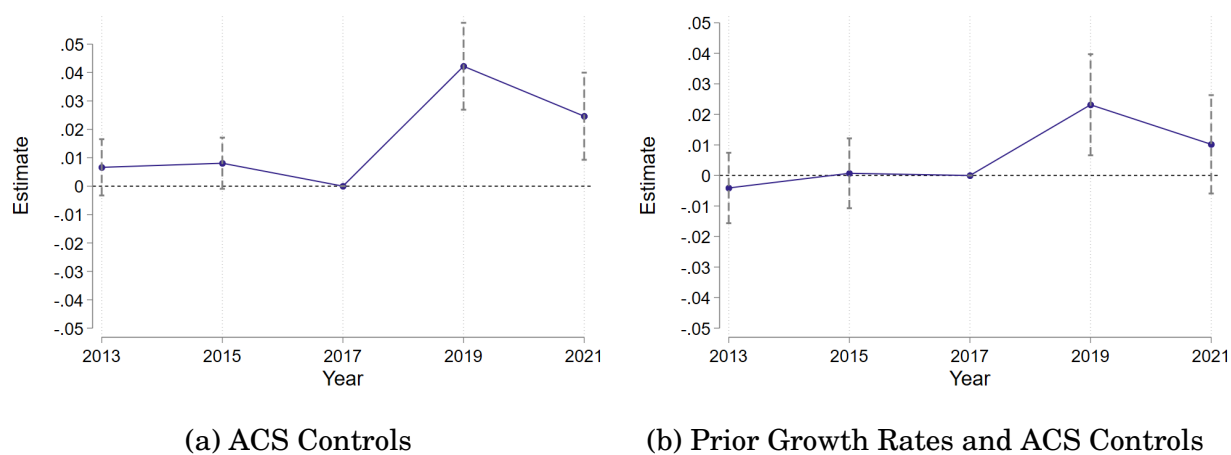 .05
.04
.03
.02
.01
0
-.01
-.02
-.03
-.04
-.05
Estimate
2013 2015 2017 2019 2021
Year
(a) ACS Controls
.05
.04
.03
.02
.01
0
-.01
-.02
-.03
-.04
-.05
Estimate
2013 2015 2017 2019 2021
Year
(b) Prior Growth Rates and ACS Controls